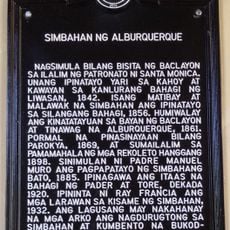 SIMBAHAN NG ALBURQUERQUE
NAGSIMULA BILANG BISITA NG BACLAYON
SA ILALIM NG PATRONATO NI SANTA MONICA.
UNANG IPINATAYO YARI SA KAHOY AT
KAWAYAN SA KANLURANG BAHAGI NG
LIWASAN, 1842. ISANG MATIBAY AT
MALAWAK NA SIMBAHAN ANG IPINATAYO
SA SILANGANG BAHAGI, 1856. HUMIWALAY
ANG KINATATAYUAN SA BAYAN NG BACLAYON
AT TINAWAG NA ALBURQUERQUE, 1861.
PORMAL NA PINASINAYAAN BILANG
PAROKYA, 1869, AT SUMAILALIM SA
PAMAMAHALA NG MGA REKOLETO HANGGANG
1898. SINIMULAN NI PADRE MANUEL
MURO ANG PAGPAPATAYO NG SIMBAHANG
BATO, 1885. IPINAGAWA ANG ITAAS NA
BAHAGI NG PADER AT TORE, DEKADA
1920. IPININTA NI RAY FRANCIA ANG
MGA LARAWAN SA KISAME NG SIMBAHAN,
1932. ANG LAGUSANG MAY NAKAHANAY
NA MGA ARKO ANG NAGDURUGTONG SA
SIMBAHAN AT KUMBENTO NA BUKOD-